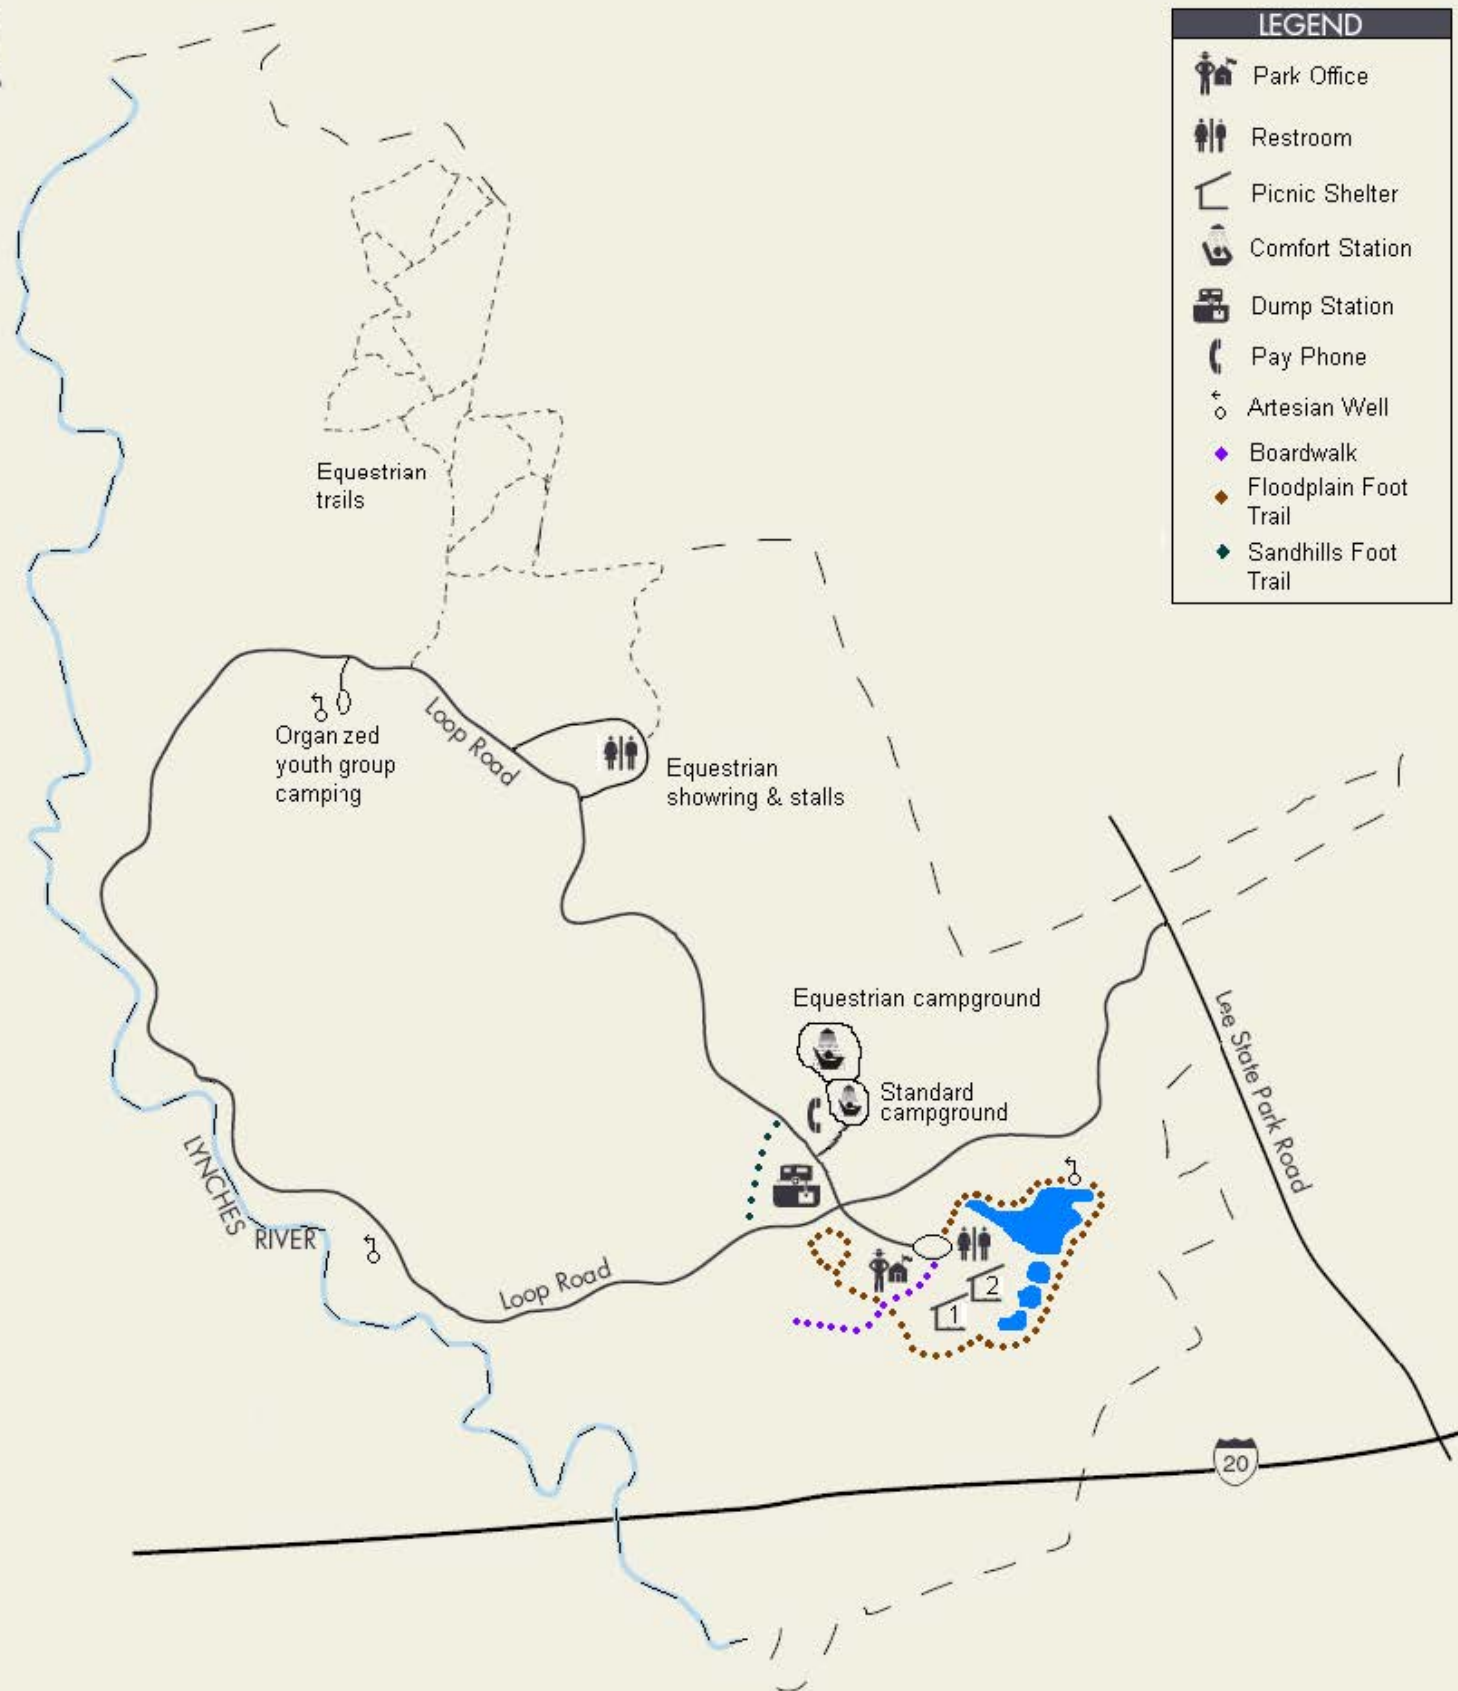 LEGEND
Park Office
Restroom
Picnic Shelter
Comfort Station
Dump Station
Pay Phone
Artesian Well
Boardwalk
Floodplain Foot
Trail
Sandhills Foot
Trail
Equestrian
trails
Loop Road
Organ zed
youth group
camping
Equestrian
showring & stalls
Equestrian campground
Standard
campground
Lee State Park Road
LYNCHES
RIVER
Loop Road
2
1
20